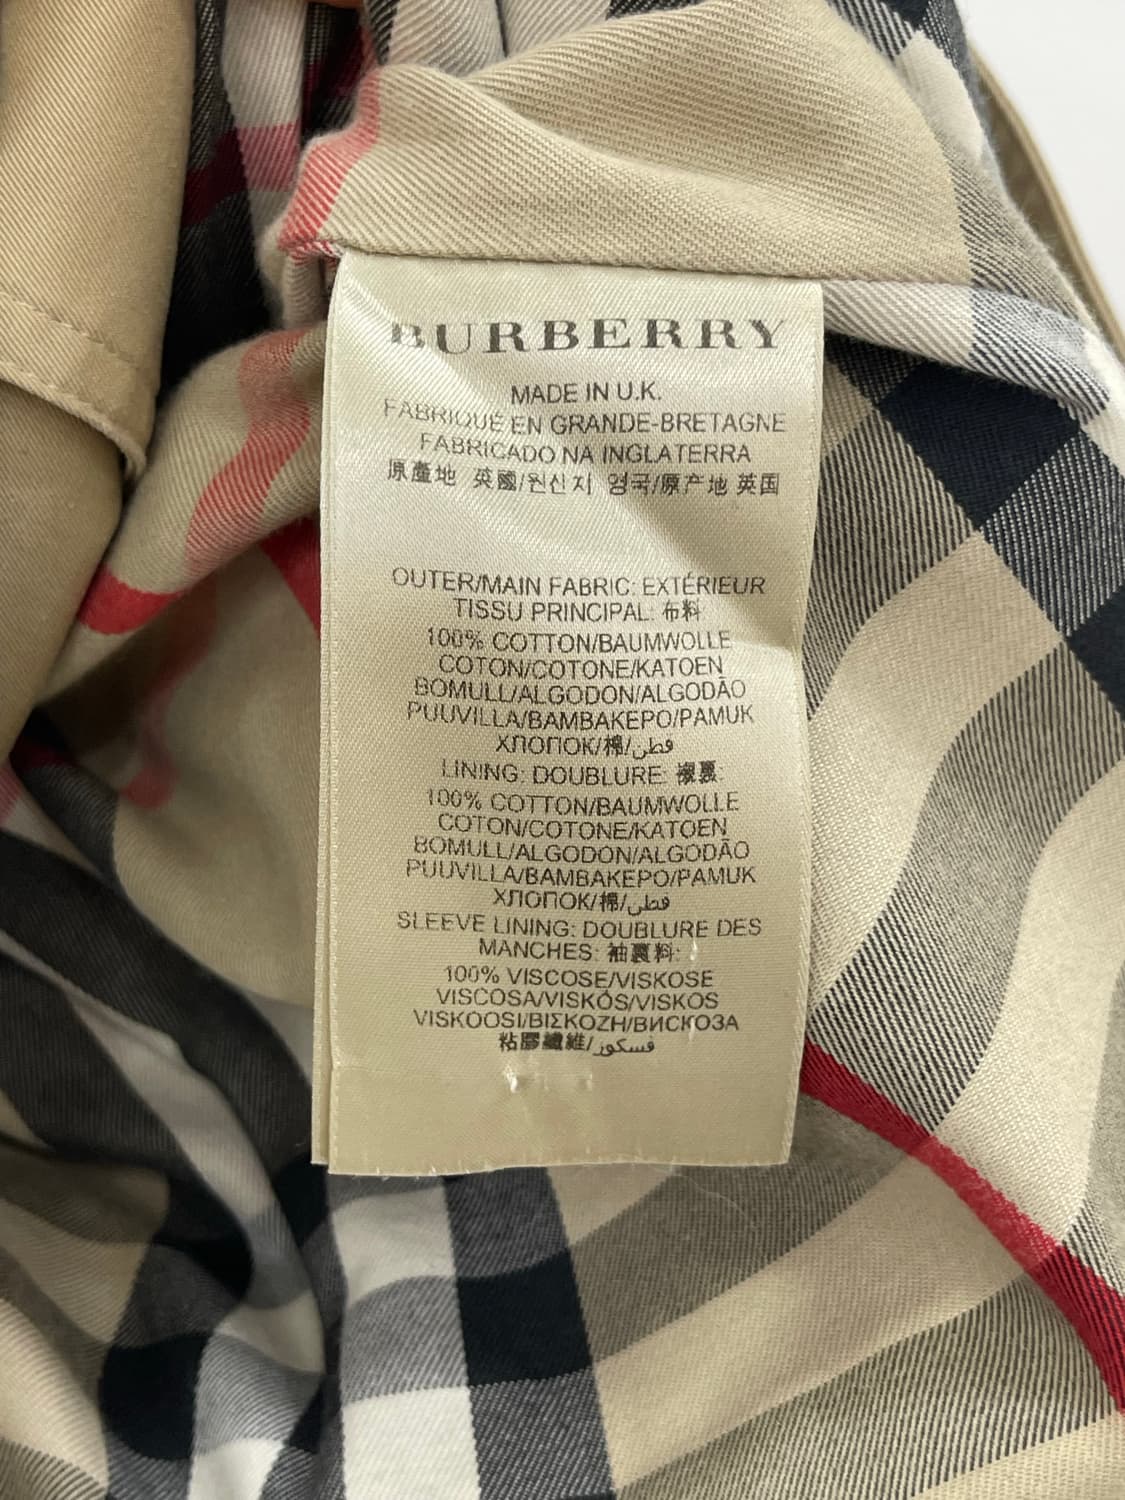 BURBERRY
MADE IN U.K.
FABRIQUÉ EN GRANDE-BRETAGNE
FABRICADO NA INGLATERRA
原產地 英國/원산지 영국/原产地 英国
OUTER/MAIN FABRIC: EXTÉRIEUR
TISSU PRINCIPAL: 布料
100% COTTON/BAUMWOLLE
COTON/COTONE/KATOEN
BOMULL/ALGODON/ALGODÃO
PUUVILLA/BAMBAKEPO/PAMUK
ХЛОПОК/棉/قطن
LINING: DOUBLURE: 襯裏:
100% COTTON/BAUMWOLLE
COTON/COTONE/KATOEN
BOMULL/ALGODON/ALGODÃO
PUUVILLA/BAMBAKEPO/PAMUK
ХЛОПОК/棉/قطن
SLEEVE LINING: DOUBLURE DES
MANCHES: 袖裏料:
100% VISCOSE/VISKOSE
VISCOSA/VISKÓS/VISKOS
VISKOOSI/ΒΙΣΚΟΖΗ/ВИСКОЗА
粘膠纖維/فسكوز